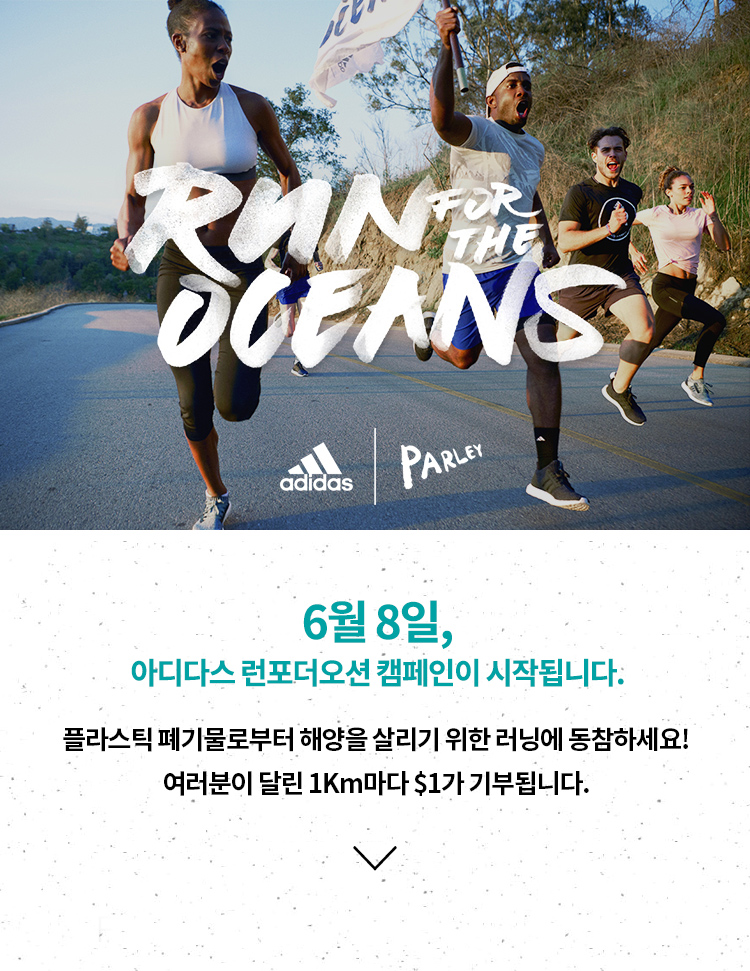 OCEAN
RUN FOR THE
OCEANS
adidas | PARLEY
6월 8일,
아디다스 런포더오션 캠페인이 시작됩니다.
플라스틱 폐기물로부터 해양을 살리기 위한 러닝에 동참하세요!
여러분이 달린 1Km마다 $1가 기부됩니다.